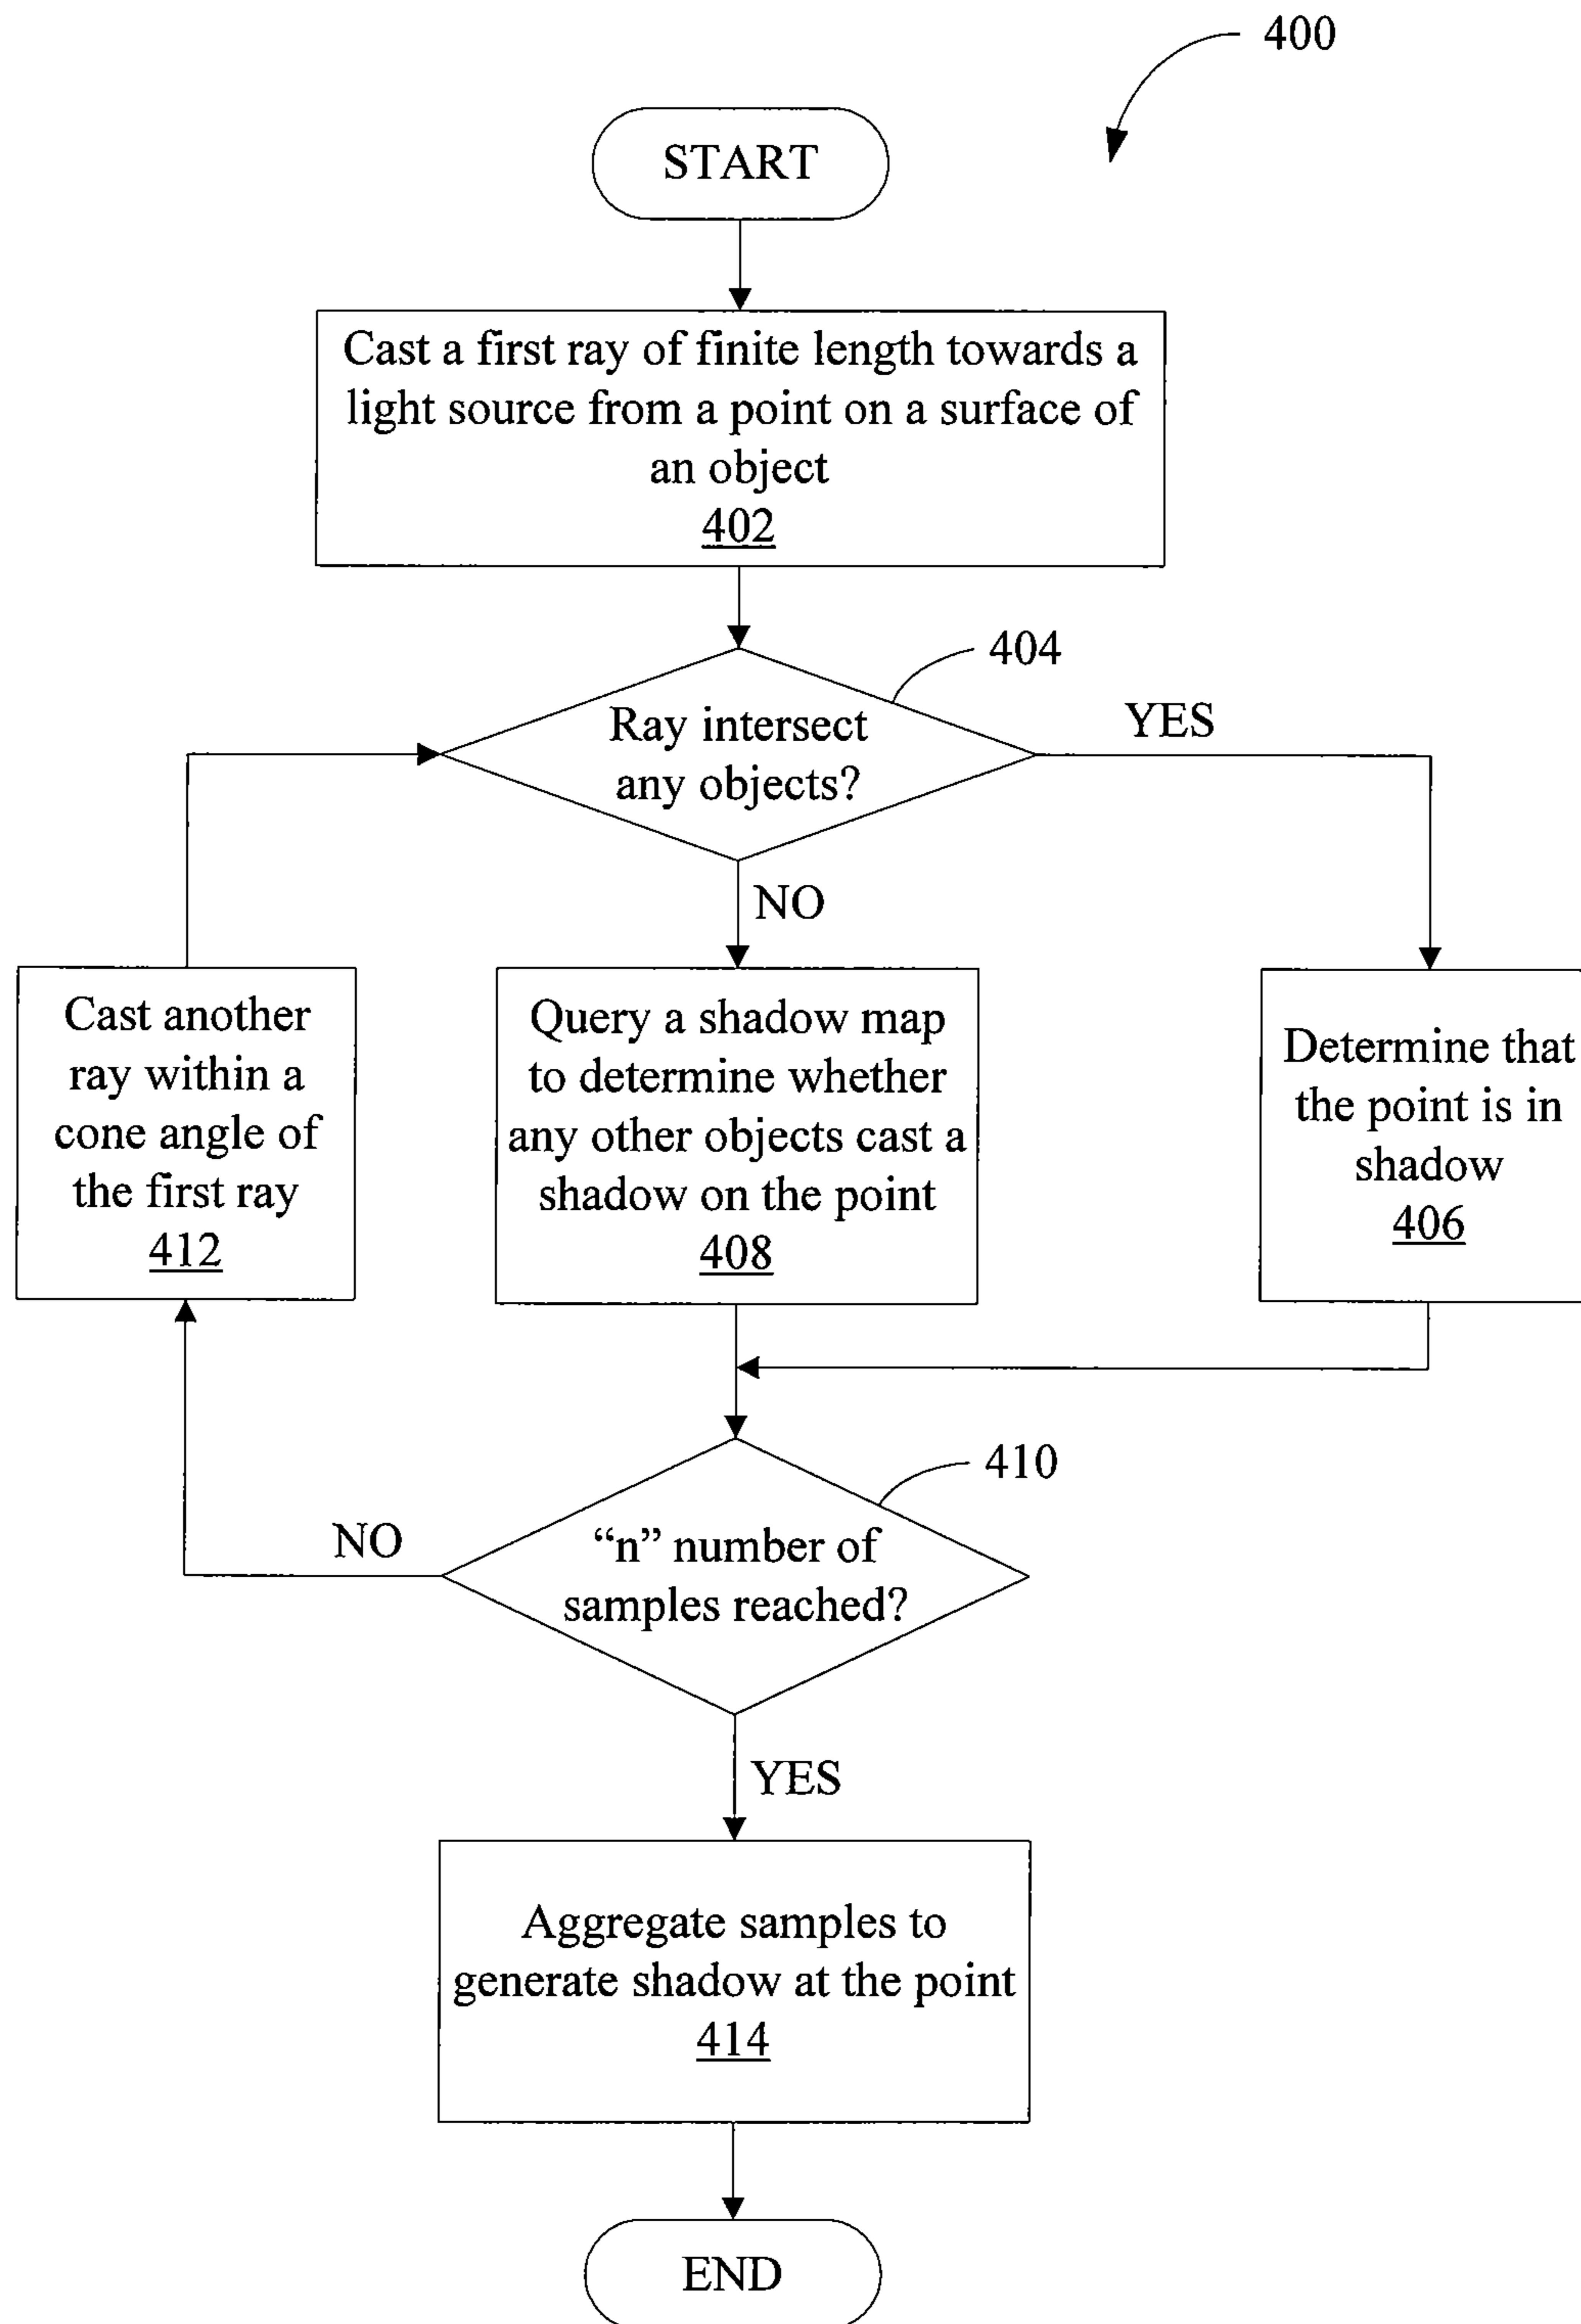 400
START
Cast a first ray of finite length towards a
light source from a point on a surface of
an object
402
404
Ray intersect
any objects?
YES
NO
Cast another
ray within a
cone angle of
the first ray
412
Query a shadow map
to determine whether
any other objects cast a
shadow on the point
408
Determine that
the point is in
shadow
406
410
“n” number of
samples reached?
NO
YES
Aggregate samples to
generate shadow at the point
414
END